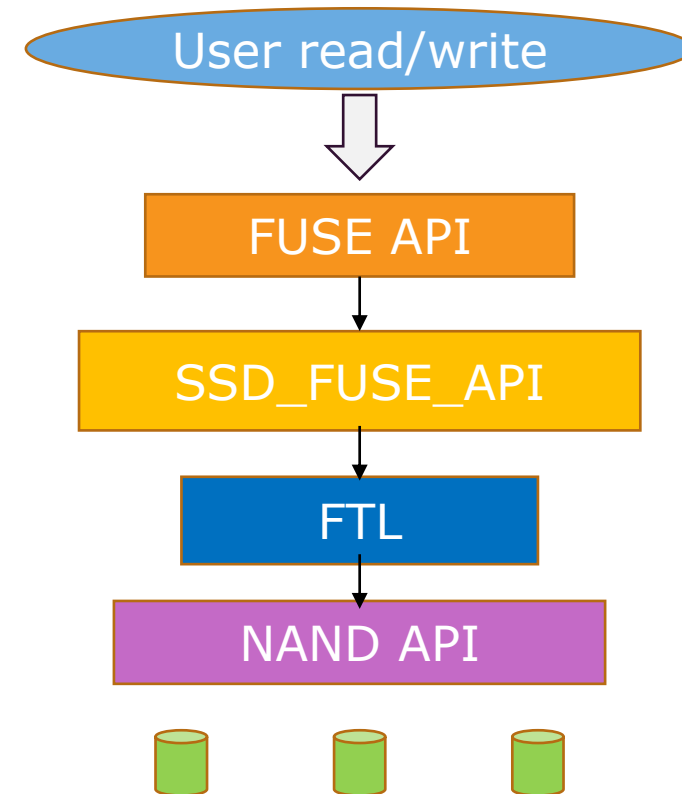 User read/write
FUSE API
SSD_FUSE_API
FTL
NAND API